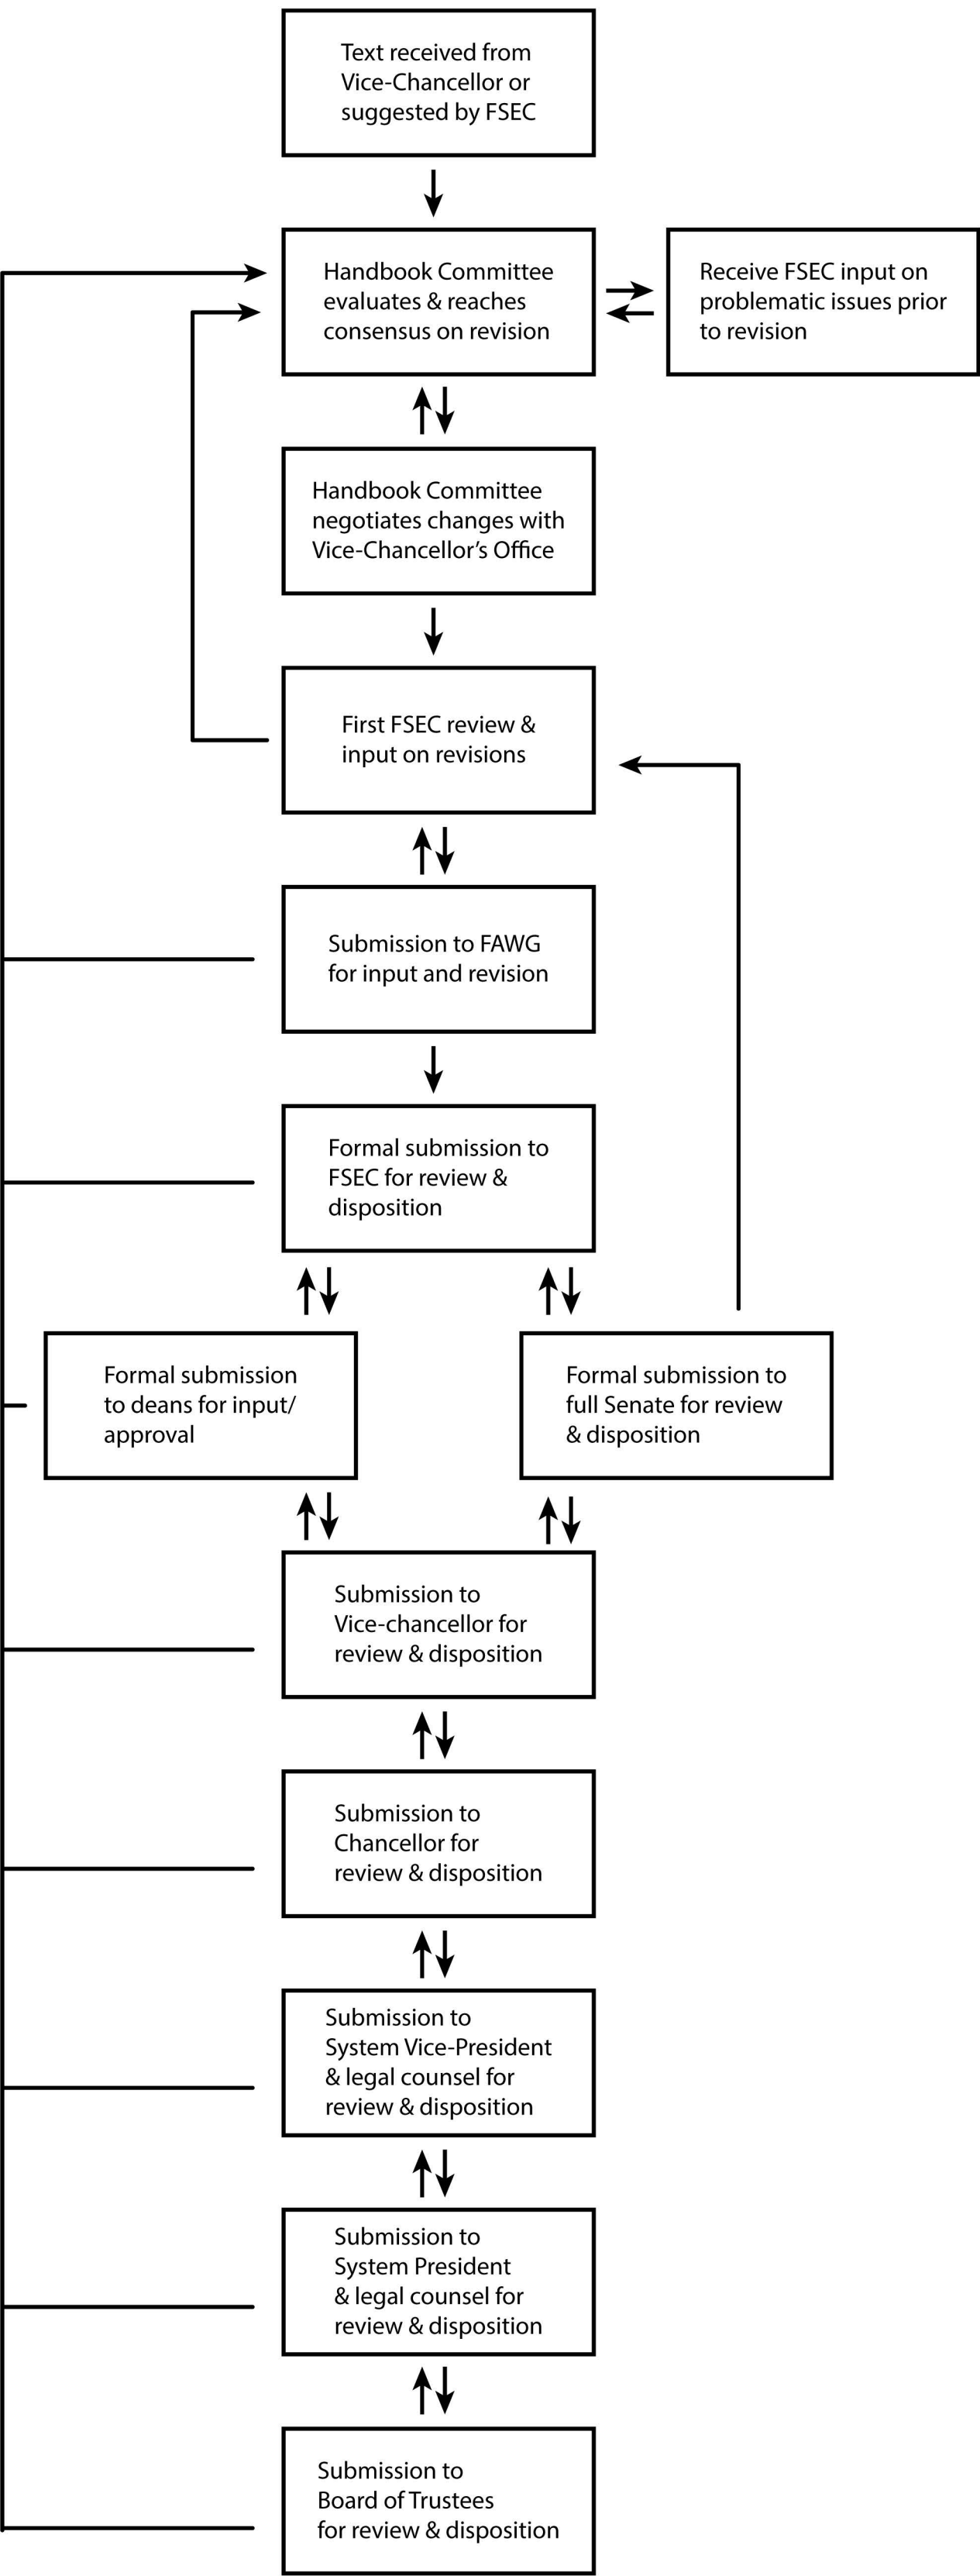 Text received from
Vice-Chancellor or
suggested by FSEC
Handbook Committee
evaluates & reaches
consensus on revision
Receive FSEC input on
problematic issues prior
to revision
Handbook Committee
negotiates changes with
Vice-Chancellor’s Office
First FSEC review &
input on revisions
Submission to FAWG
for input and revision
Formal submission to
FSEC for review &
disposition
Formal submission
to deans for input/
approval
Formal submission to
full Senate for review
& disposition
Submission to
Vice-chancellor for
review & disposition
Submission to
Chancellor for
review & disposition
Submission to
System Vice-President
& legal counsel for
review & disposition
Submission to
System President
& legal counsel for
review & disposition
Submission to
Board of Trustees
for review & disposition